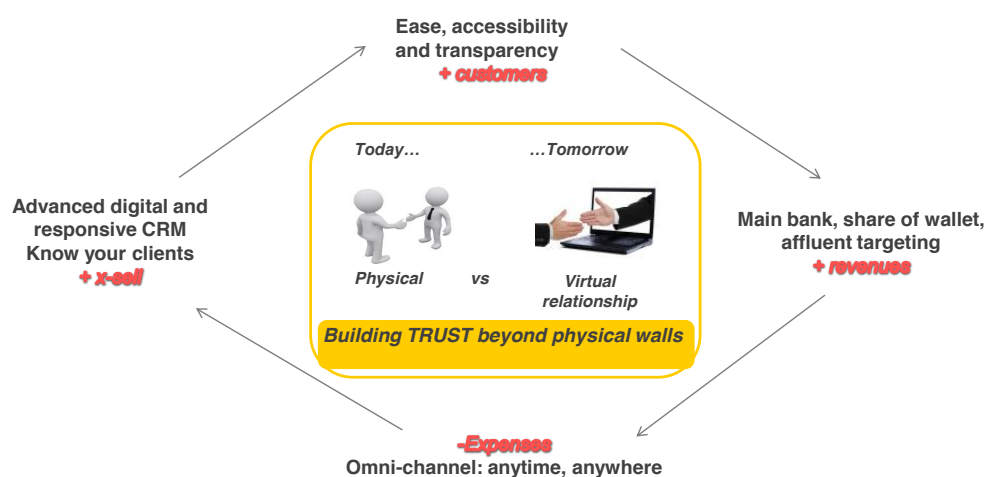 Ease, accessibility
and transparency
+ customers
Today…
…Tomorrow
Advanced digital and
responsive CRM
Know your clients
+ x-sell
Physical vs Virtual
relationship
Main bank, share of wallet,
affluent targeting
+ revenues
Building TRUST beyond physical walls
-Expenses
Omni-channel: anytime, anywhere